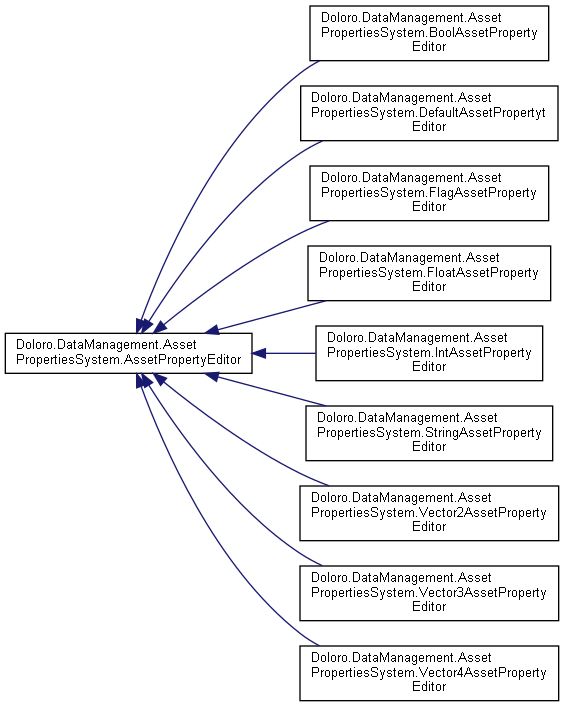 Doloro.DataManagement.Asset
PropertiesSystem.BoolAssetProperty
Editor
Doloro.DataManagement.Asset
PropertiesSystem.DefaultAssetPropertyt
Editor
Doloro.DataManagement.Asset
PropertiesSystem.FlagAssetProperty
Editor
Doloro.DataManagement.Asset
PropertiesSystem.FloatAssetProperty
Editor
Doloro.DataManagement.Asset
PropertiesSystem.AssetPropertyEditor
Doloro.DataManagement.Asset
PropertiesSystem.IntAssetProperty
Editor
Doloro.DataManagement.Asset
PropertiesSystem.StringAssetProperty
Editor
Doloro.DataManagement.Asset
PropertiesSystem.Vector2AssetProperty
Editor
Doloro.DataManagement.Asset
PropertiesSystem.Vector3AssetProperty
Editor
Doloro.DataManagement.Asset
PropertiesSystem.Vector4AssetProperty
Editor